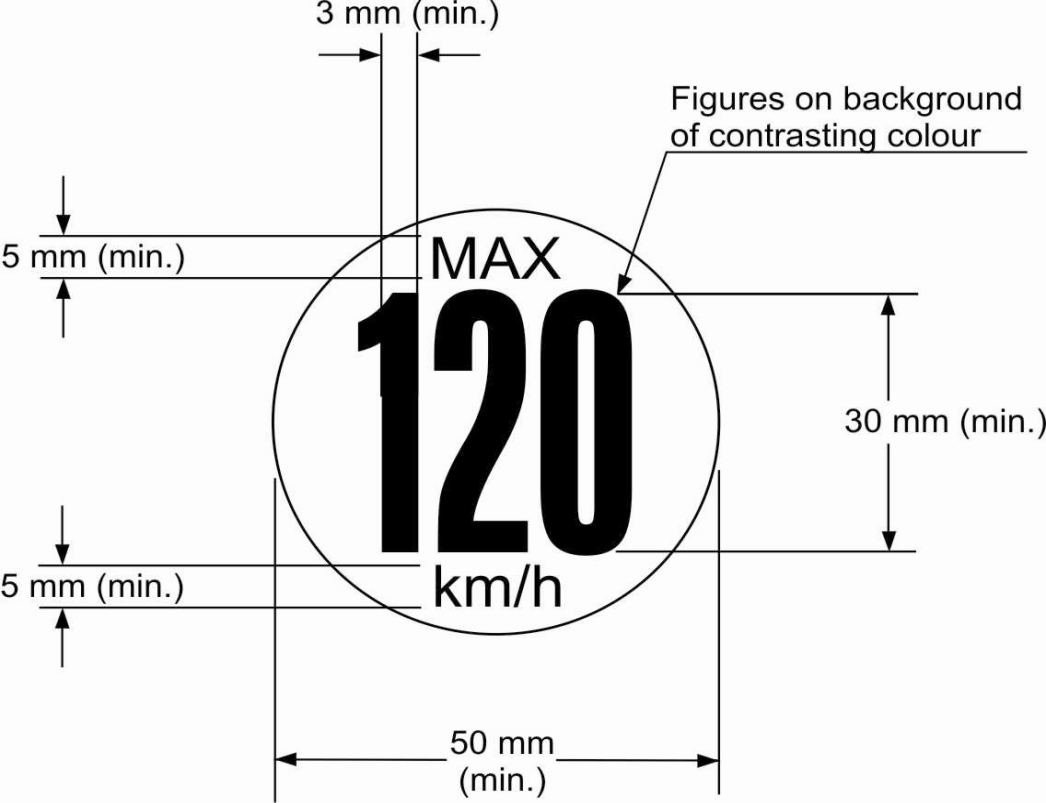 3 mm (min.)
Figures on background
of contrasting colour
5 mm (min.)
MAX
120
30 mm (min.)
5 mm (min.)
km/h
50 mm
(min.)